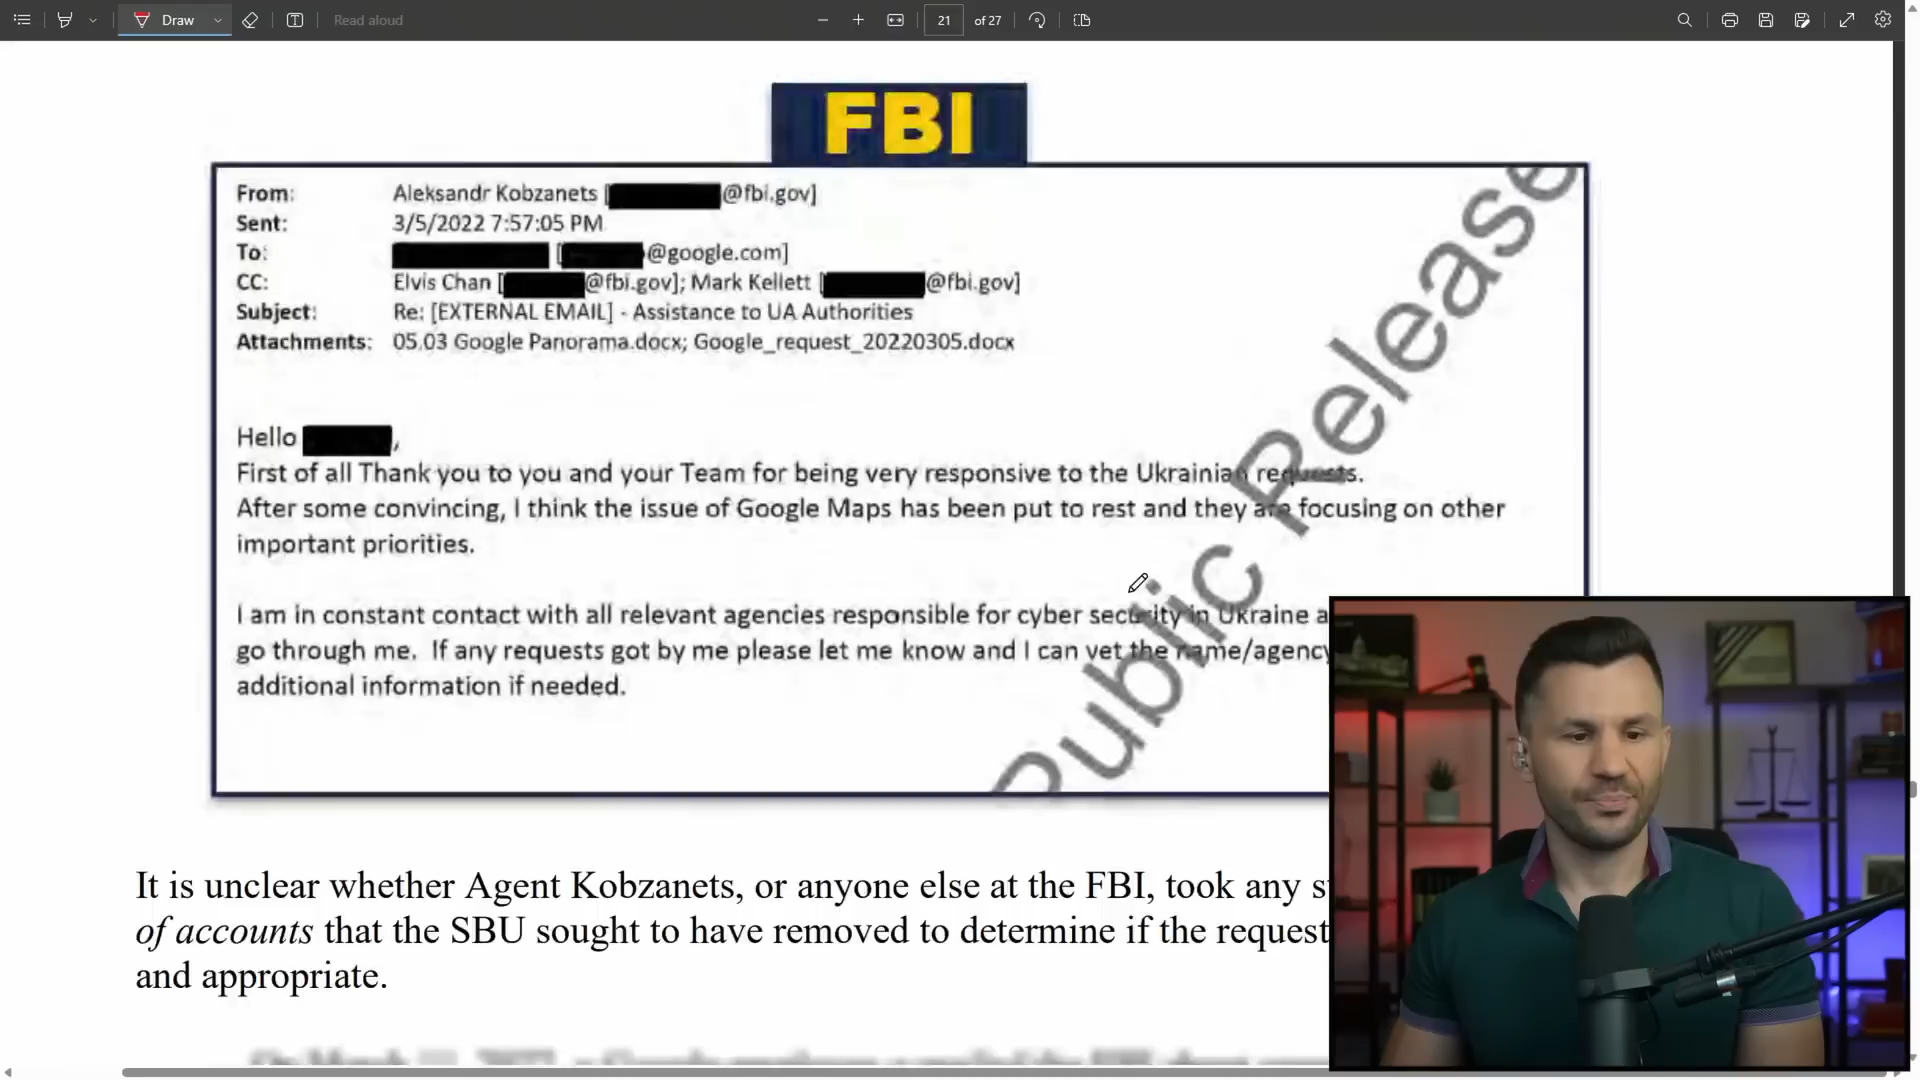 Draw
Read aloud
21 of 27
FBI
From: Aleksandr Kobzanets [ @fbi.gov]
Sent: 3/5/2022 7:57:05 PM
To: [ @google.com]
CC: Elvis Chan [ @fbi.gov]; Mark Kellett [ @fbi.gov]
Subject: Re: [EXTERNAL EMAIL] - Assistance to UA Authorities
Attachments: 05.03 Google Panorama.docx; Google_request_20220305.docx
Hello ,
First of all Thank you to you and your Team for being very responsive to the Ukrainian requests.
After some convincing, I think the issue of Google Maps has been put to rest and they are focusing on other
important priorities.
I am in constant contact with all relevant agencies responsible for cyber security in Ukraine a
go through me. If any requests got by me please let me know and I can vet the name/agency
additional information if needed.
Public Release
It is unclear whether Agent Kobzanets, or anyone else at the FBI, took any s
of accounts that the SBU sought to have removed to determine if the request
and appropriate.